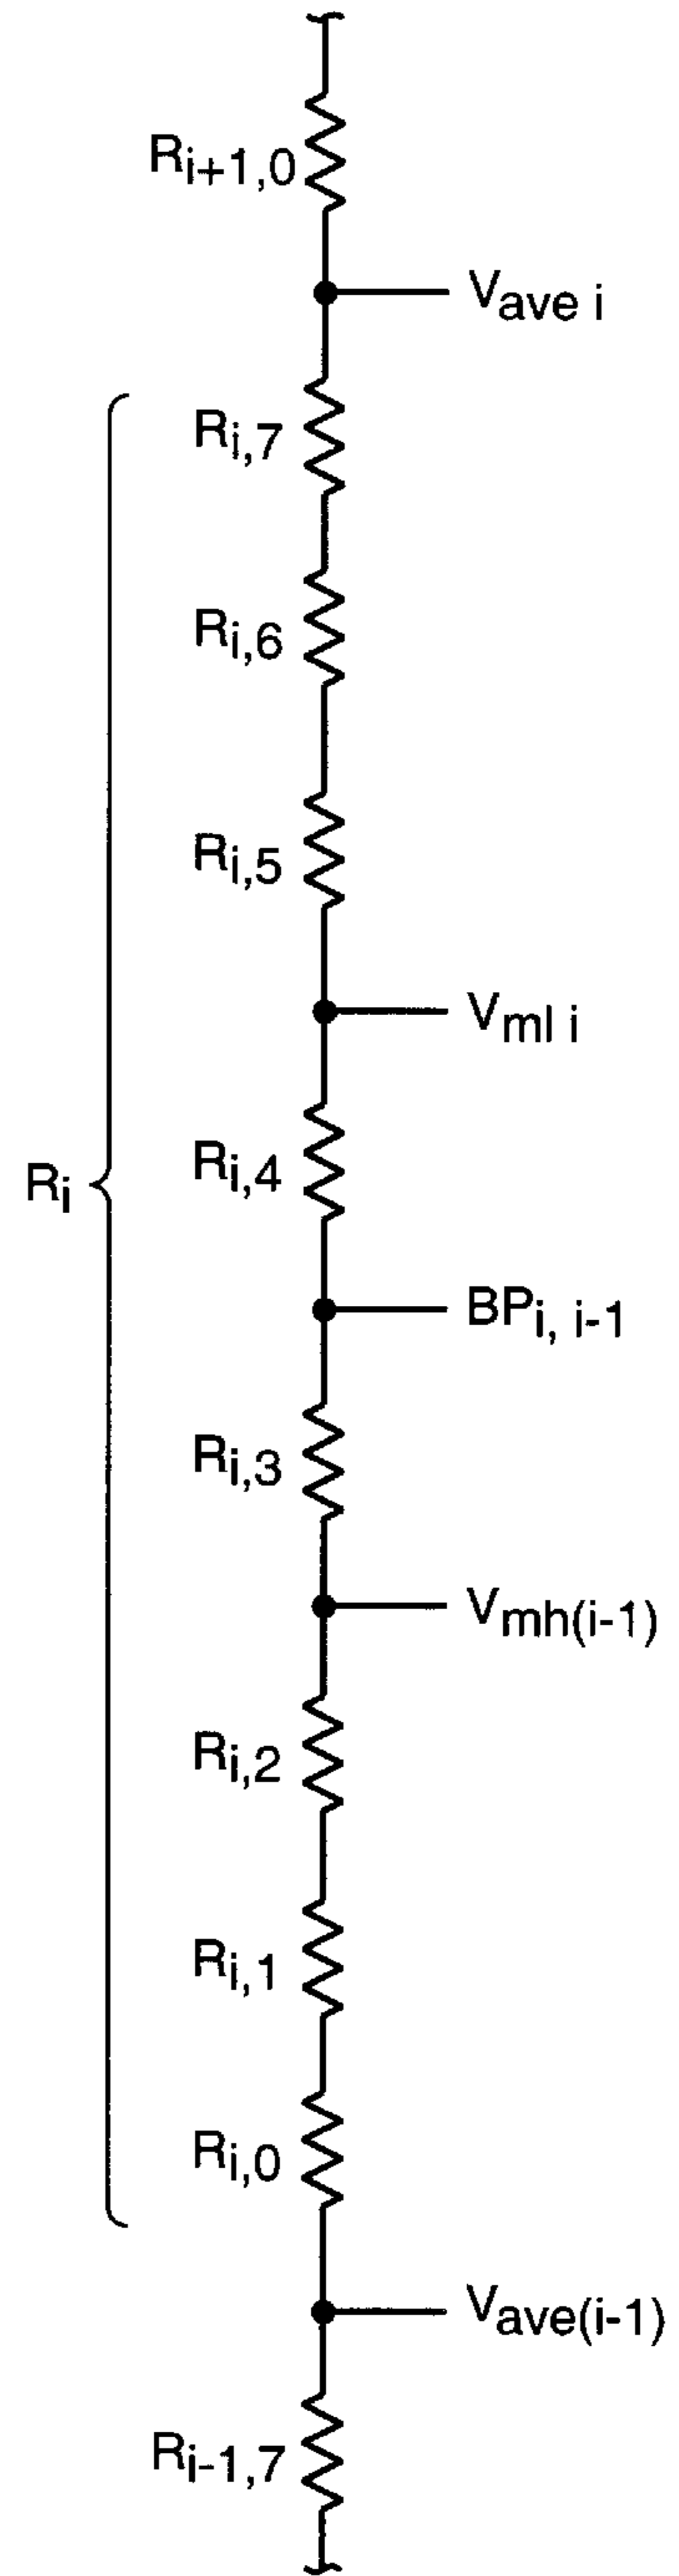 Ri+1,0
Vave i
Ri,7
Ri,6
Ri,5
Vml i
Ri,4
Ri
BPi, i-1
Ri,3
Vmh(i-1)
Ri,2
Ri,1
Ri,0
Vave(i-1)
Ri-1,7